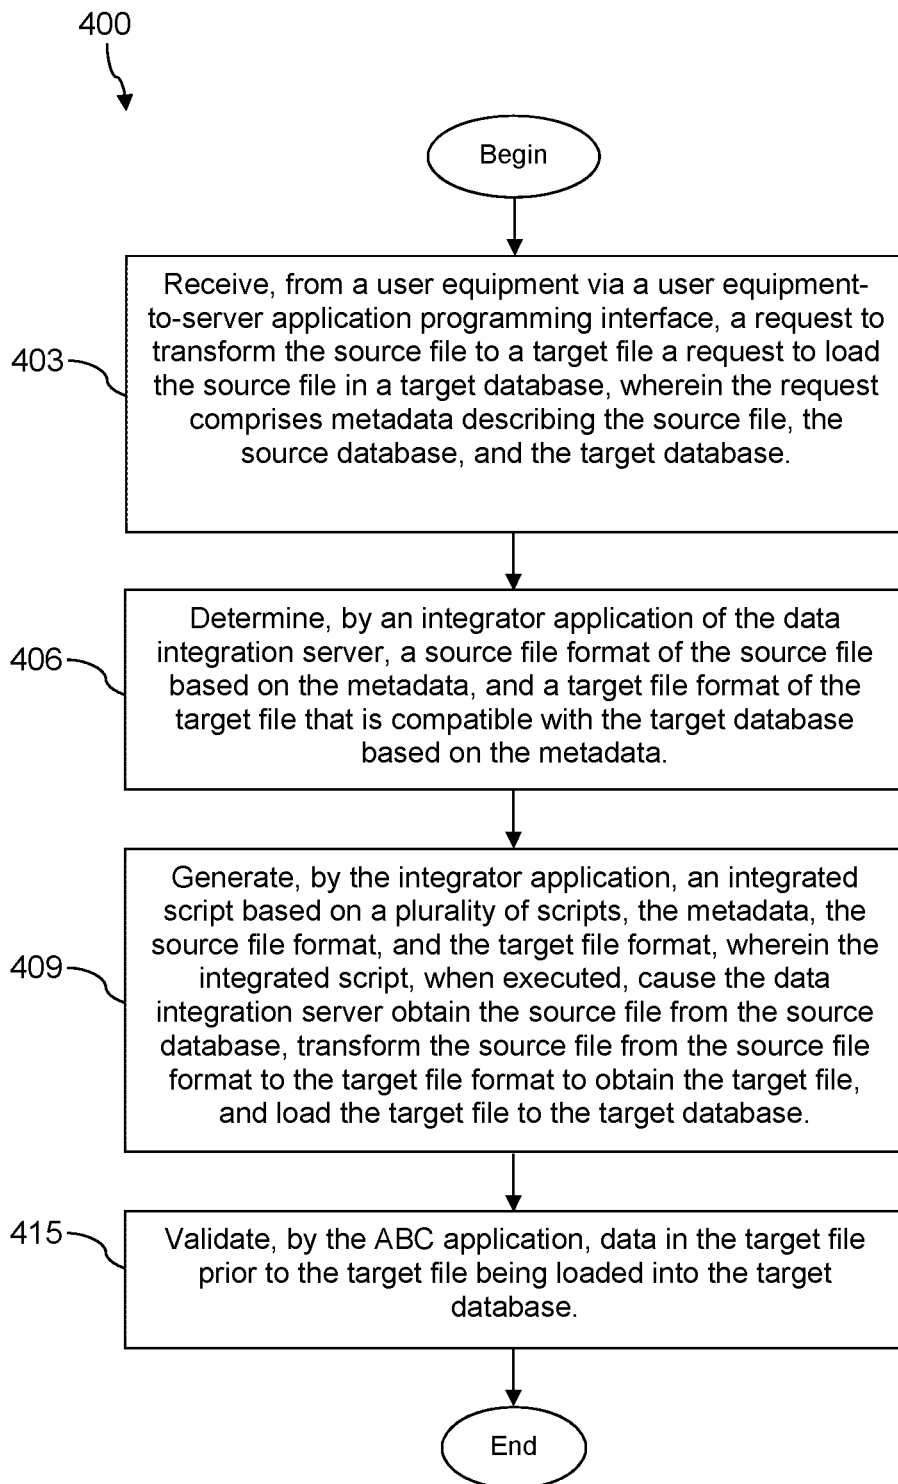 400
Begin
403
Receive, from a user equipment via a user equipment-
to-server application programming interface, a request to
transform the source file to a target file a request to load
the source file in a target database, wherein the request
comprises metadata describing the source file, the
source database, and the target database.
406
Determine, by an integrator application of the data
integration server, a source file format of the source file
based on the metadata, and a target file format of the
target file that is compatible with the target database
based on the metadata.
409
Generate, by the integrator application, an integrated
script based on a plurality of scripts, the metadata, the
source file format, and the target file format, wherein the
integrated script, when executed, cause the data
integration server obtain the source file from the source
database, transform the source file from the source file
format to the target file format to obtain the target file,
and load the target file to the target database.
415
Validate, by the ABC application, data in the target file
prior to the target file being loaded into the target
database.
End